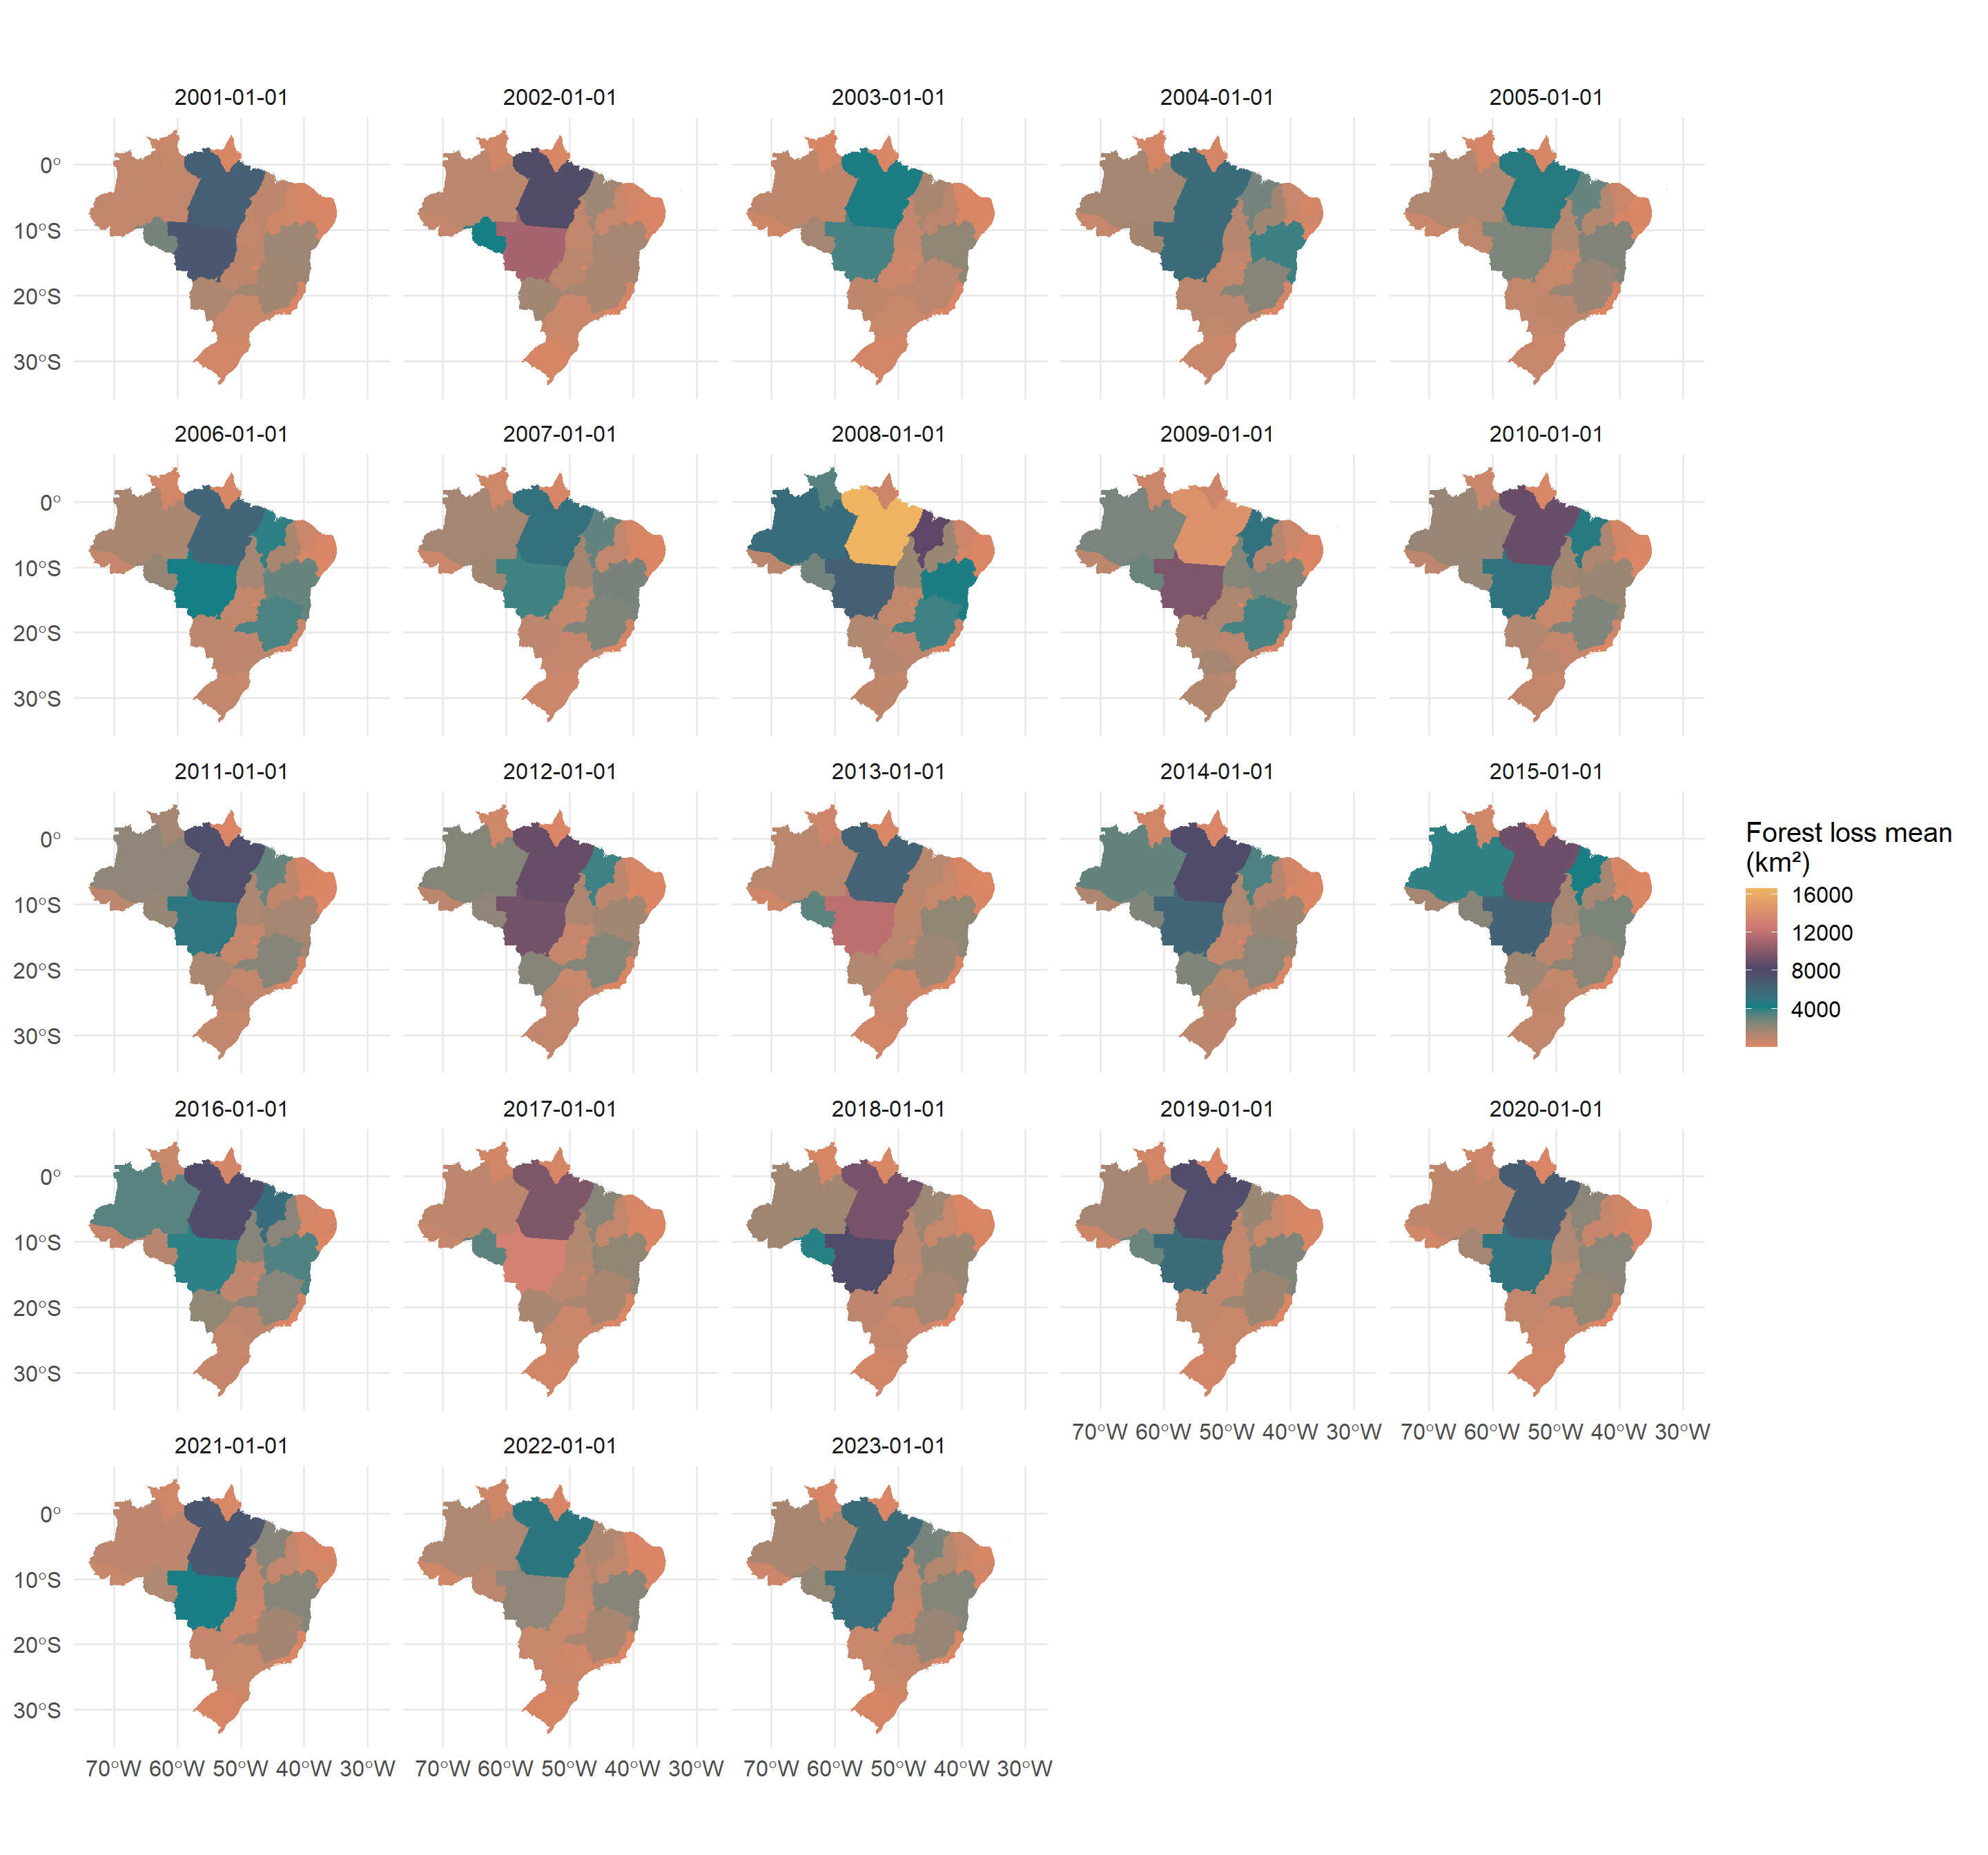 2001-01-01 2002-01-01 2003-01-01 2004-01-01 2005-01-01
0°
10°S
20°S
30°S
2006-01-01 2007-01-01 2008-01-01 2009-01-01 2010-01-01
0°
10°S
20°S
30°S
2011-01-01 2012-01-01 2013-01-01 2014-01-01 2015-01-01
0°
10°S
20°S
30°S
Forest loss mean
(km²)
16000
12000
8000
4000
2016-01-01 2017-01-01 2018-01-01 2019-01-01 2020-01-01
0°
10°S
20°S
30°S
70°W 60°W 50°W 40°W 30°W 70°W 60°W 50°W 40°W 30°W
2021-01-01 2022-01-01 2023-01-01
0°
10°S
20°S
30°S
70°W 60°W 50°W 40°W 30°W 70°W 60°W 50°W 40°W 30°W 70°W 60°W 50°W 40°W 30°W